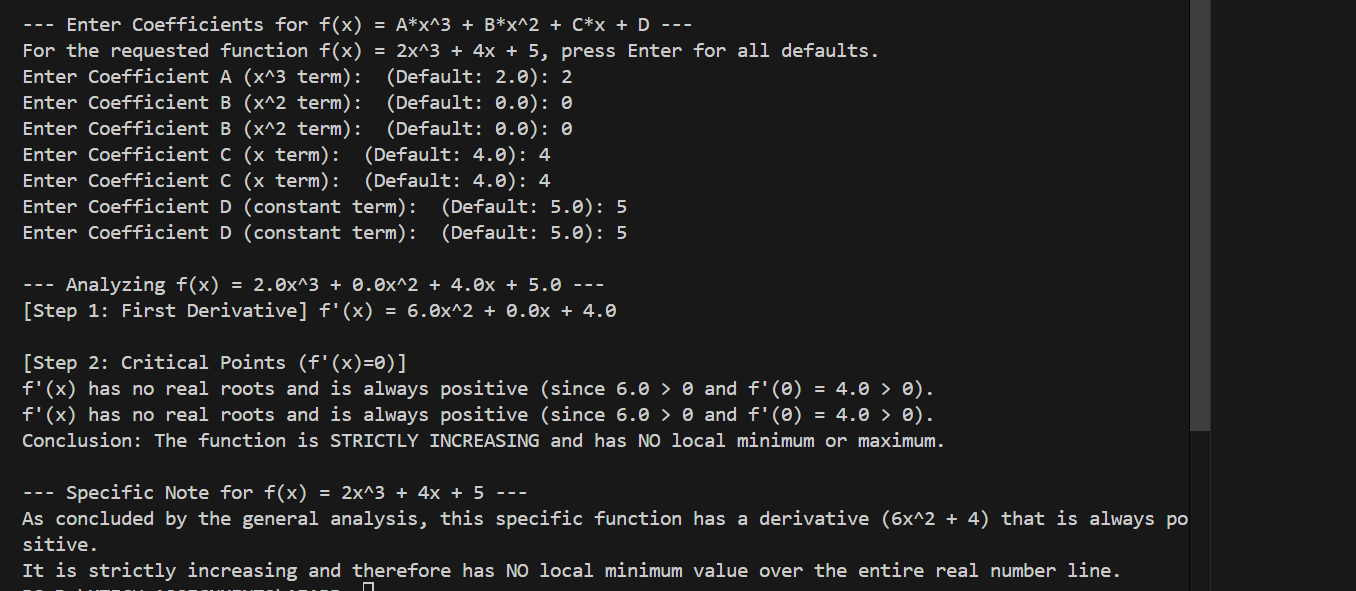 --- Enter Coefficients for f(x) = A*x^3 + B*x^2 + C*x + D ---
For the requested function f(x) = 2x^3 + 4x + 5, press Enter for all defaults.
Enter Coefficient A (x^3 term):  (Default: 2.0): 2
Enter Coefficient B (x^2 term):  (Default: 0.0): 0
Enter Coefficient B (x^2 term):  (Default: 0.0): 0
Enter Coefficient C (x term):  (Default: 4.0): 4
Enter Coefficient C (x term):  (Default: 4.0): 4
Enter Coefficient D (constant term):  (Default: 5.0): 5
Enter Coefficient D (constant term):  (Default: 5.0): 5
--- Analyzing f(x) = 2.0x^3 + 0.0x^2 + 4.0x + 5.0 ---
[Step 1: First Derivative] f'(x) = 6.0x^2 + 0.0x + 4.0
[Step 2: Critical Points (f'(x)=0)]
f'(x) has no real roots and is always positive (since 6.0 > 0 and f'(0) = 4.0 > 0).
f'(x) has no real roots and is always positive (since 6.0 > 0 and f'(0) = 4.0 > 0).
Conclusion: The function is STRICTLY INCREASING and has NO local minimum or maximum.
--- Specific Note for f(x) = 2x^3 + 4x + 5 ---
As concluded by the general analysis, this specific function has a derivative (6x^2 + 4) that is always po
sitive.
It is strictly increasing and therefore has NO local minimum value over the entire real number line.